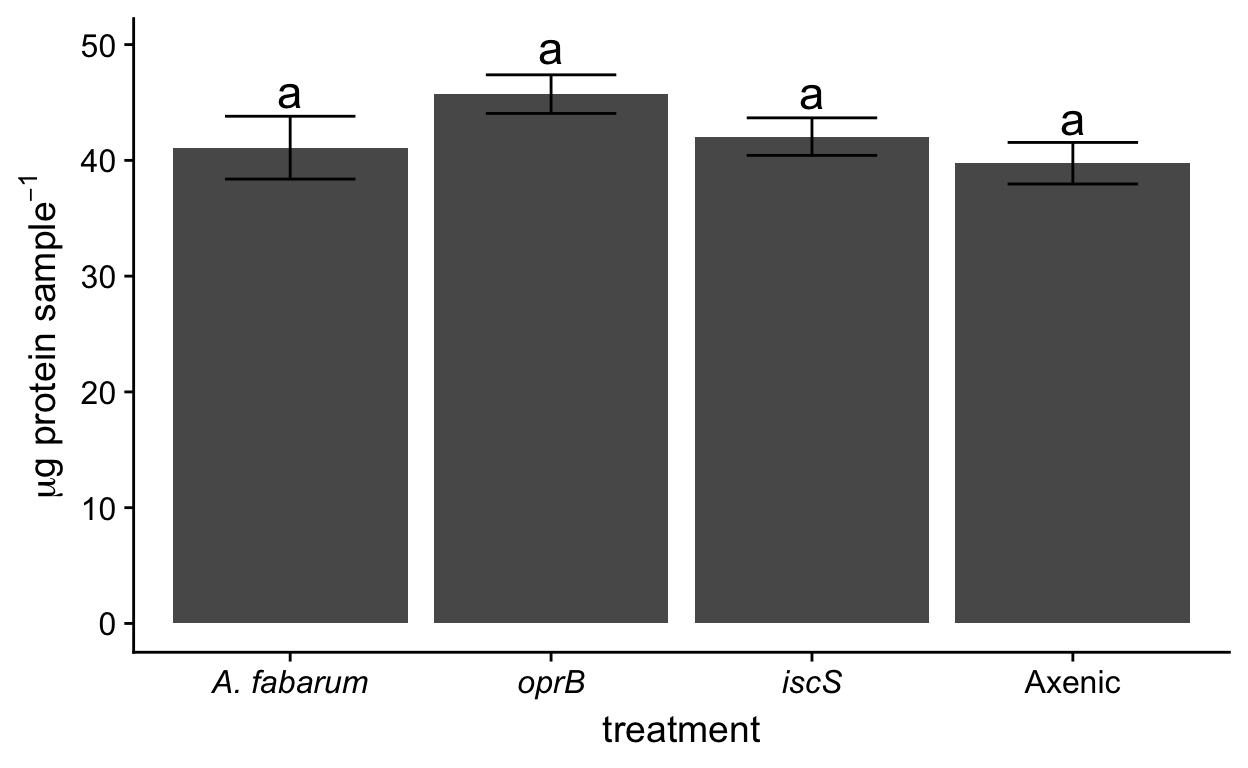 50
40
30
20
10
0
μg protein sample⁻¹
a
a
a
a
A. fabarum
oprB
iscS
Axenic
treatment